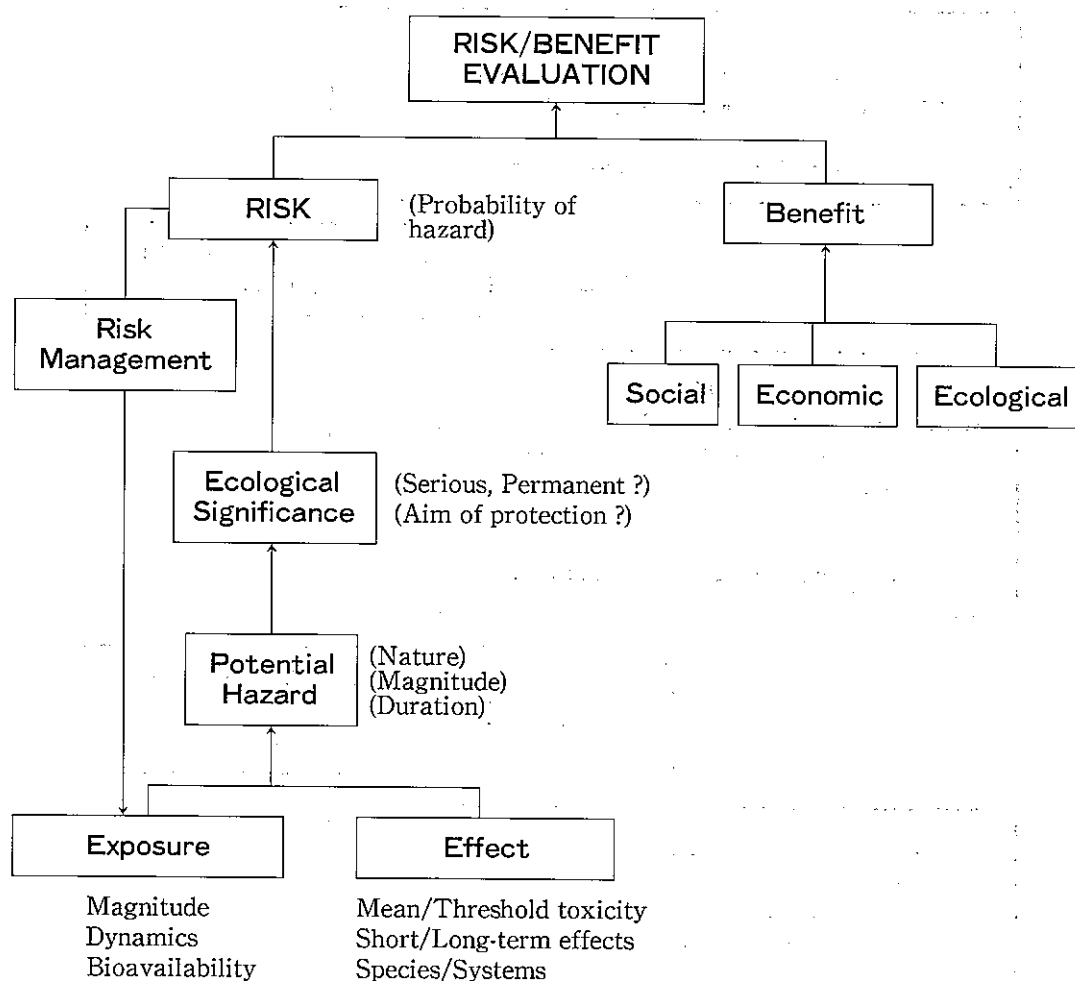 RISK/BENEFIT
EVALUATION
RISK
(Probability of
hazard)
Benefit
Risk
Management
Social
Economic
Ecological
Ecological
Significance
(Serious, Permanent ?)
(Aim of protection ?)
Potential
Hazard
(Nature)
(Magnitude)
(Duration)
Exposure
Effect
Magnitude
Dynamics
Bioavailability
Mean/Threshold toxicity
Short/Long-term effects
Species/Systems